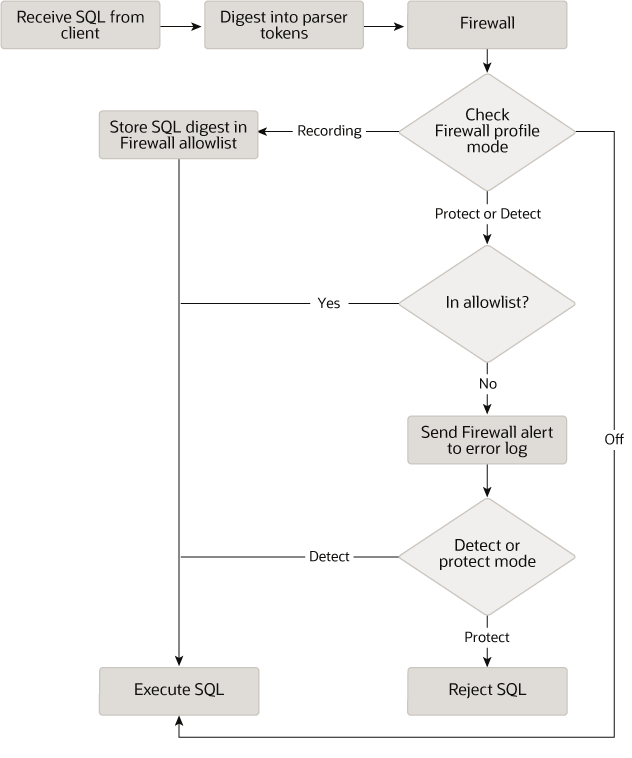 Receive SQL from
client
Digest into parser
tokens
Firewall
Check
Firewall profile
mode
Recording
Store SQL digest in
Firewall allowlist
Protect or Detect
In allowlist?
Yes
No
Send Firewall alert
to error log
Off
Detect or
protect mode
Detect
Protect
Execute SQL
Reject SQL